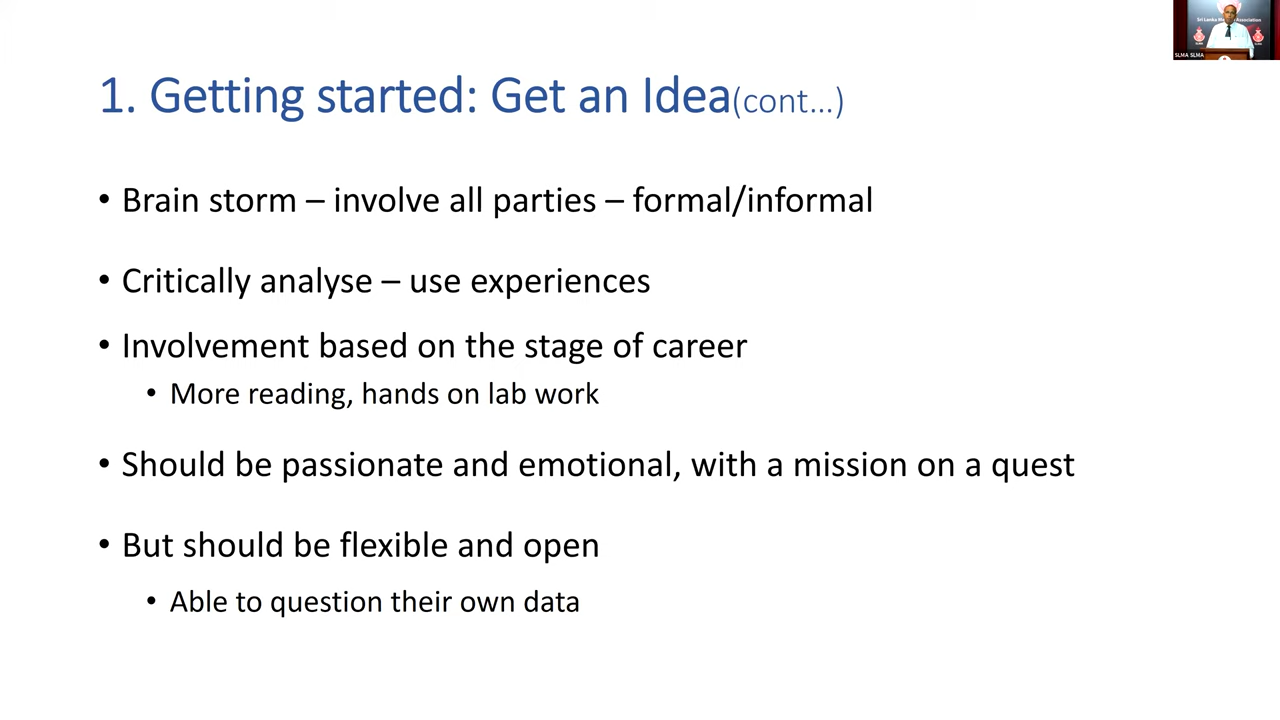 1. Getting started: Get an Idea(cont...)
• Brain storm – involve all parties – formal/informal
• Critically analyse – use experiences
• Involvement based on the stage of career
• More reading, hands on lab work
• Should be passionate and emotional, with a mission on a quest
• But should be flexible and open
• Able to question their own data
SLMA SLMA